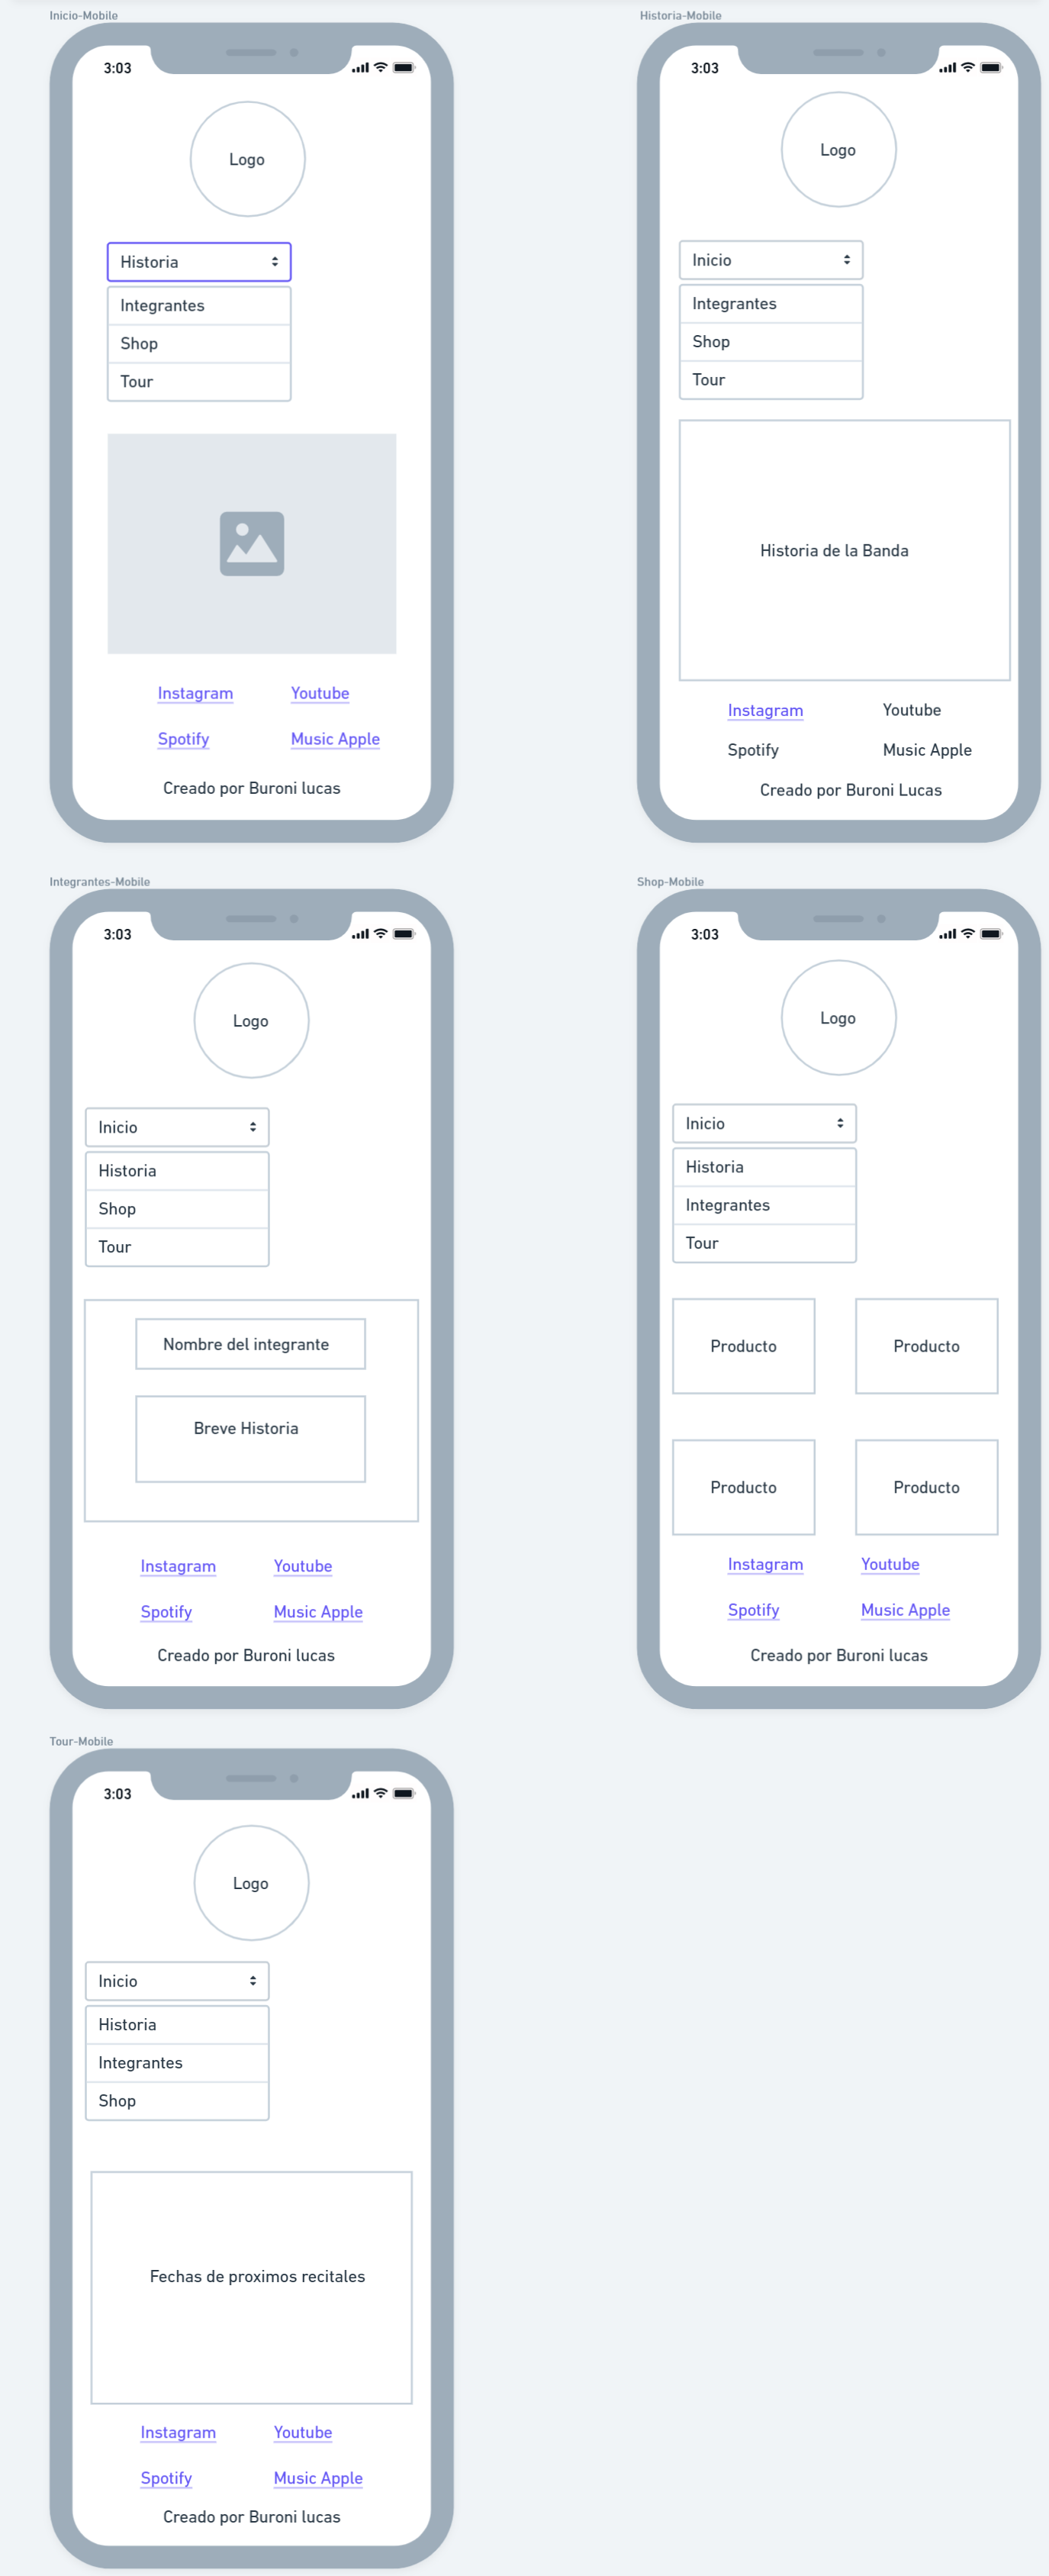 Inicio-Mobile
3:03
Logo
Historia
Integrantes
Shop
Tour
Instagram Youtube
Spotify Music Apple
Creado por Buroni lucas
Historia-Mobile
3:03
Logo
Inicio
Integrantes
Shop
Tour
Historia de la Banda
Instagram Youtube
Spotify Music Apple
Creado por Buroni Lucas
Integrantes-Mobile
3:03
Logo
Inicio
Historia
Shop
Tour
Nombre del integrante
Breve Historia
Instagram Youtube
Spotify Music Apple
Creado por Buroni lucas
Shop-Mobile
3:03
Logo
Inicio
Historia
Integrantes
Tour
Producto Producto
Producto Producto
Instagram Youtube
Spotify Music Apple
Creado por Buroni lucas
Tour-Mobile
3:03
Logo
Inicio
Historia
Integrantes
Shop
Fechas de proximos recitales
Instagram Youtube
Spotify Music Apple
Creado por Buroni lucas